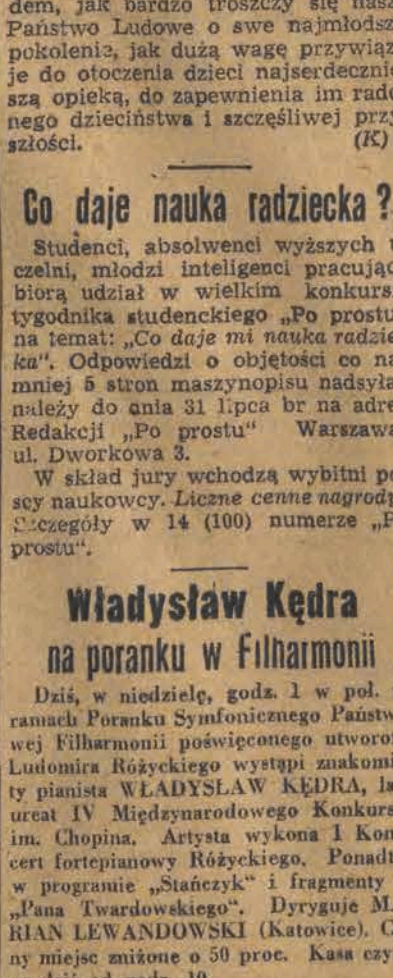 dem, jak bardzo troszczy się nasz
Państwo Ludowe o swe najmłodsz
pokolenie, jak dużą wagę przywiąz
je do otoczenia dzieci najserdeczni
szą opieką, do zapewnienia im rado
nego dzieciństwa i szczęśliwej przy
szłości. (K)
Co daje nauka radziecka ?
Studenci, absolwenci wyższych u
czelni, młodzi inteligenci pracując
biorą udział w wielkim konkurs
tygodnika studenckiego „Po prostu
na temat: „Co daje mi nauka radzie
ka“. Odpowiedzi o objętości co na
mniej 5 stron maszynopisu nadsyła
należy do dnia 31 lipca br na adre
Redakcji „Po prostu“ Warszawa
ul. Dworkowa 3.
W skład jury wchodzą wybitni po
scy naukowcy. Liczne cenne nagrody
Szczegóły w 14 (100) numerze „P
prostu“.
Władysław Kędra
na poranku w Filharmonii
Dziś, w niedzielę, godz. 1 w poł.
ramach Poranku Symfonicznego Państw
wej Filharmonii poświęconego utworo
Ludomira Różyckiego wystąpi znakomi
ty pianista WŁADYSŁAW KĘDRA, la
ureat IV Międzynarodowego Konkurs
im. Chopina. Artysta wykona I Kon
cert fortepianowy Różyckiego. Ponadt
w programie „Stańczyk“ i fragmenty
„Pana Twardowskiego“. Dyryguje MA
RIAN LEWANDOWSKI (Katowice). C
ny miejsc zniżone o 50 proc. Kasa czy